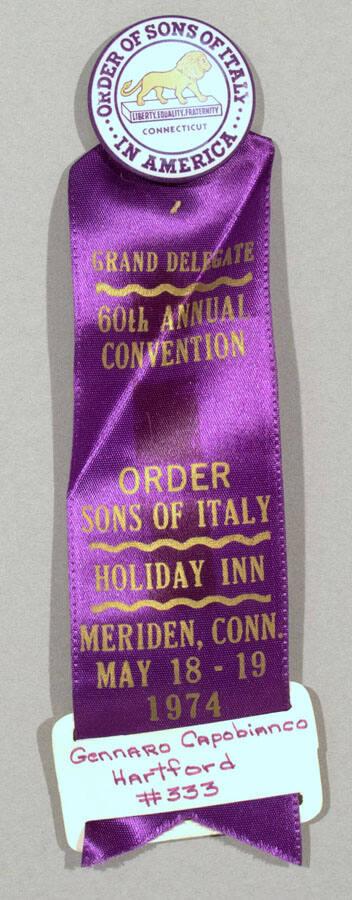 ORDER OF SONS OF ITALY
LIBERTY.EQUALITY.FRATERNITY
CONNECTICUT
IN AMERICA
GRAND DELEGATE
60th ANNUAL
CONVENTION
ORDER
SONS OF ITALY
HOLIDAY INN
MERIDEN, CONN.
MAY 18 - 19
1974
Gennaro Capobianco
Hartford
#333